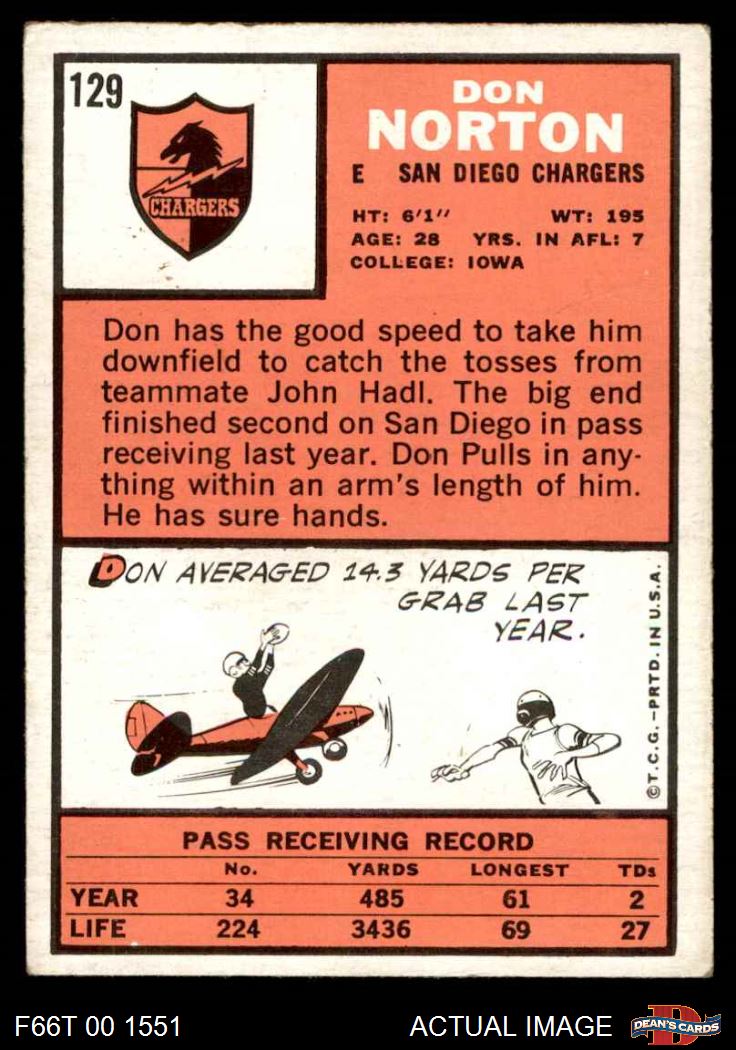 129
CHARGERS
DON
NORTON
E SAN DIEGO CHARGERS
HT: 6'1" WT: 195
AGE: 28 YRS. IN AFL: 7
COLLEGE: IOWA
Don has the good speed to take him
downfield to catch the tosses from
teammate John Hadl. The big end
finished second on San Diego in pass
receiving last year. Don Pulls in any-
thing within an arm's length of him.
He has sure hands.
DON AVERAGED 14.3 YARDS PER
GRAB LAST
YEAR.
©T.C.G.-PRTD. IN U.S.A.
PASS RECEIVING RECORD
No. YARDS LONGEST TDs
YEAR 34 485 61 2
LIFE 224 3436 69 27
F66T 00 1551 ACTUAL IMAGE
D
DEAN'S CARDS